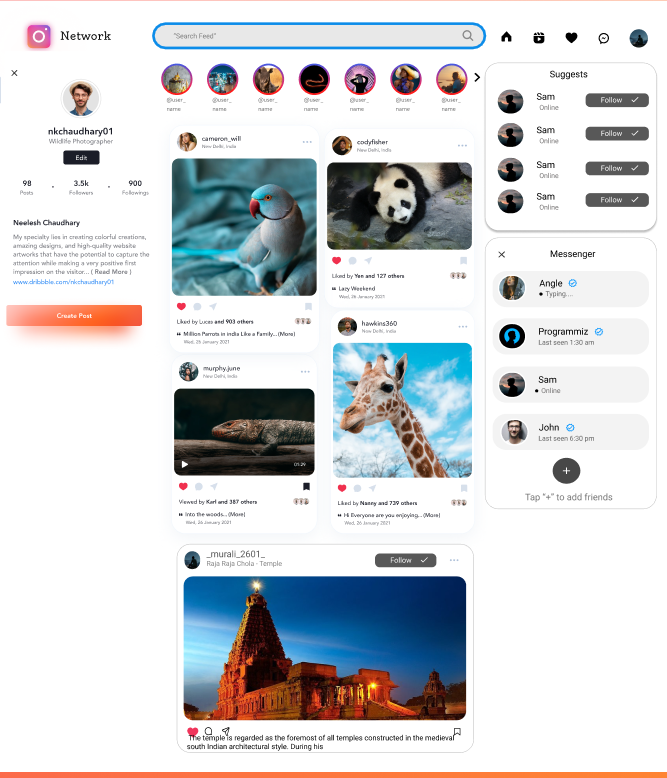 Network
"Search Feed"
nkchaudhary01
Wildlife Photographer
Edit
98
3.5k
900
Posts
Followers
Followings
Neelesh Chaudhary
My specialty lies in creating colorful creations,
amazing designs, and high-quality website
artworks that have the potential to capture the
attention while making a very positive first
impression on the visitor... ( Read More )
www.dribbble.com/nkchaudhary01
Create Post
@user_
name
@user_
name
@user_
name
@user_
name
@user_
name
@user_
name
@user_
name
cameron_will
New Delhi, India
Liked by Lucas and 903 others
Million Parrots in india Like a Family...(More)
Wed, 26 January 2021
murphy.june
New Delhi, India
01:29
Viewed by Karl and 387 others
Into the woods...(More)
Wed, 26 January 2021
codyfisher
New Delhi, India
Liked by Yen and 127 others
Lazy Weekend
Wed, 26 January 2021
hawkins360
New Delhi, India
Liked by Nanny and 739 others
Hi Everyone are you enjoying...(More)
Wed, 26 January 2021
_murali_2601_
Raja Raja Chola - Temple
Follow
The temple is regarded as the foremost of all temples constructed in the medieval
south Indian architectural style. During his
Suggests
Sam
Online
Follow
Sam
Online
Follow
Sam
Online
Follow
Sam
Online
Follow
Messenger
Angle
Typing...
Programmiz
Last seen 1:30 am
Sam
Online
John
Last seen 6:30 pm
Tap "+" to add friends